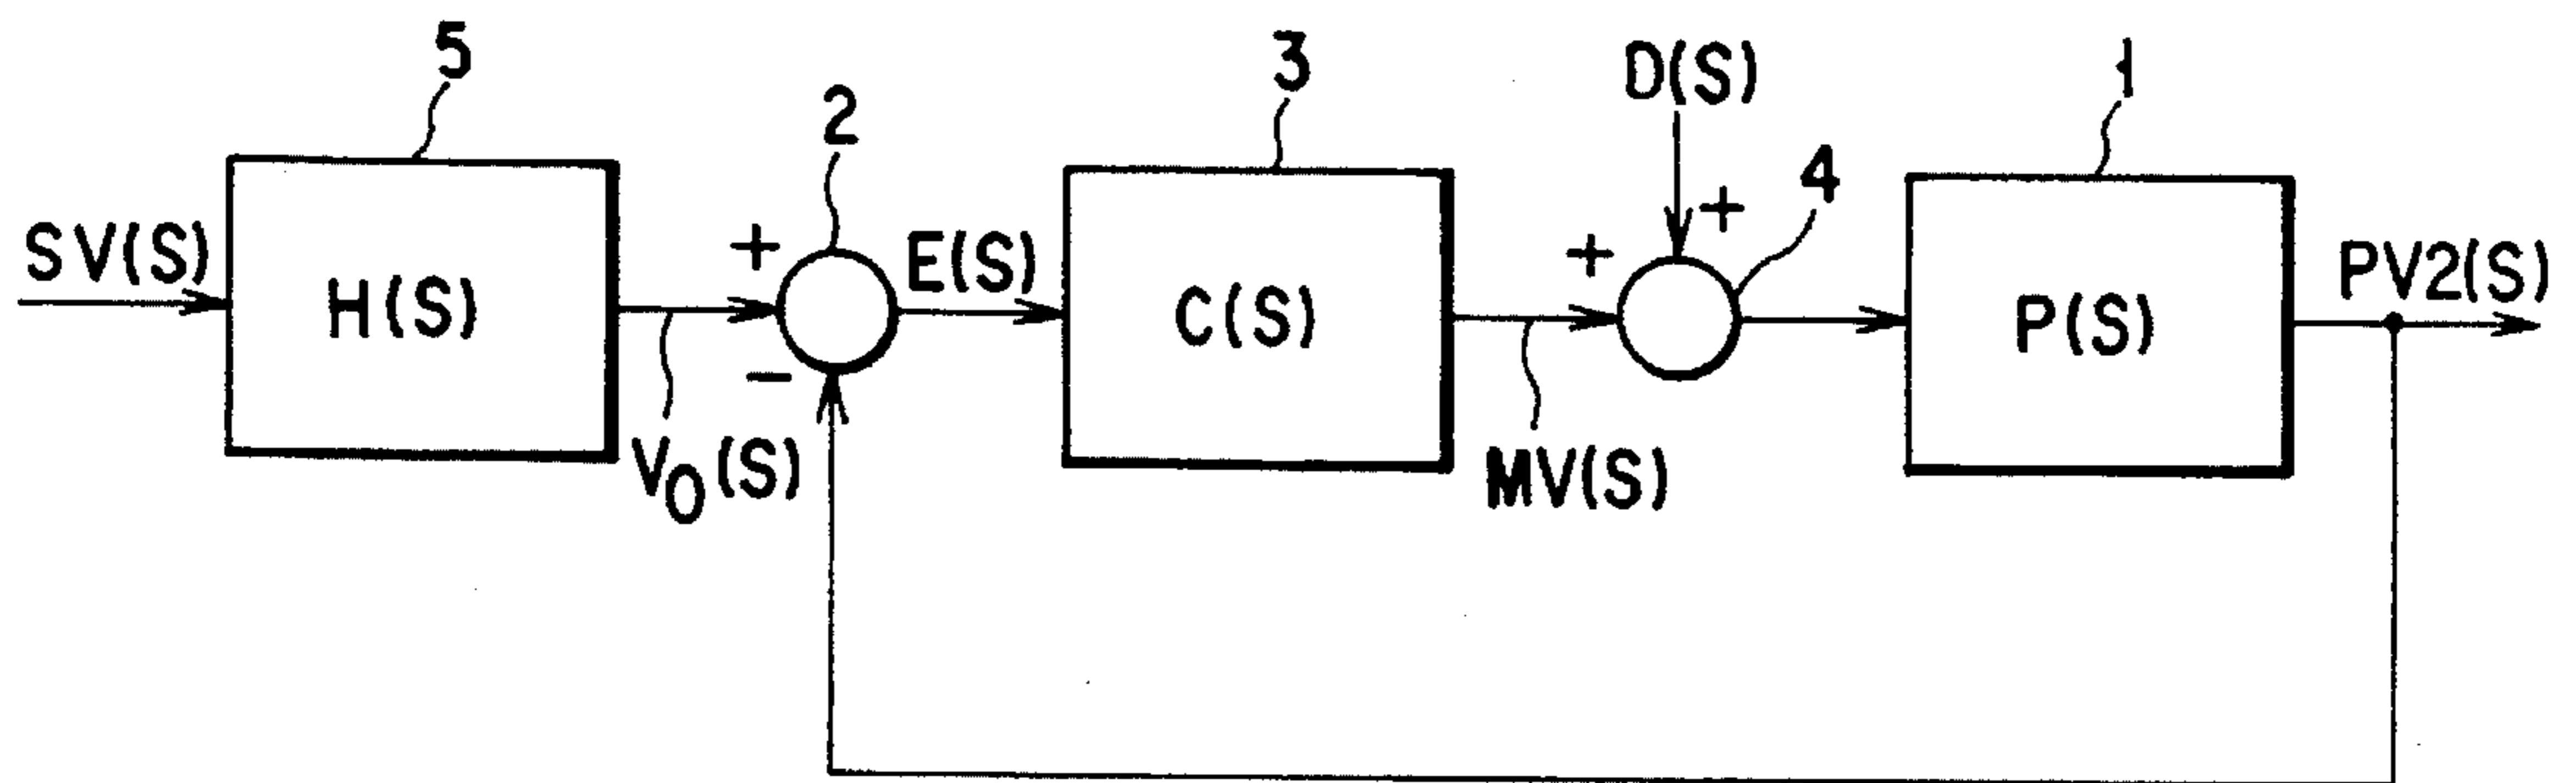 5
2
3
D(S)
1
4
SV(S)
H(S)
+
-
E(S)
C(S)
+
+
P(S)
PV2(S)
V0(S)
MV(S)